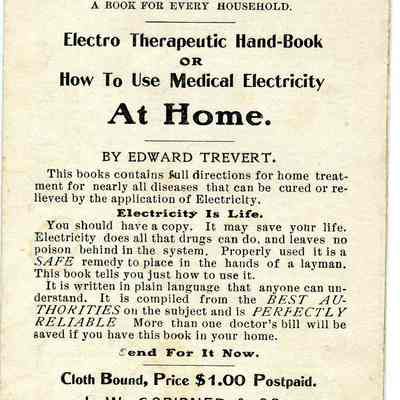 A BOOK FOR EVERY HOUSEHOLD.
Electro Therapeutic Hand-Book
OR
How To Use Medical Electricity
At Home.
BY EDWARD TREVERT.
This books contains full directions for home treat-
ment for nearly all diseases that can be cured or re-
lieved by the application of Electricity.
Electricity Is Life.
You should have a copy. It may save your life.
Electricity does all that drugs can do, and leaves no
poison behind in the system. Properly used it is a
SAFE remedy to place in the hands of a layman.
This book tells you just how to use it.
It is written in plain language that anyone can un-
derstand. It is compiled from the BEST AU-
THORITIES on the subject and is PERFECTLY
RELIABLE More than one doctor's bill will be
saved if you have this book in your home.
Send For It Now.
Cloth Bound, Price $1.00 Postpaid.